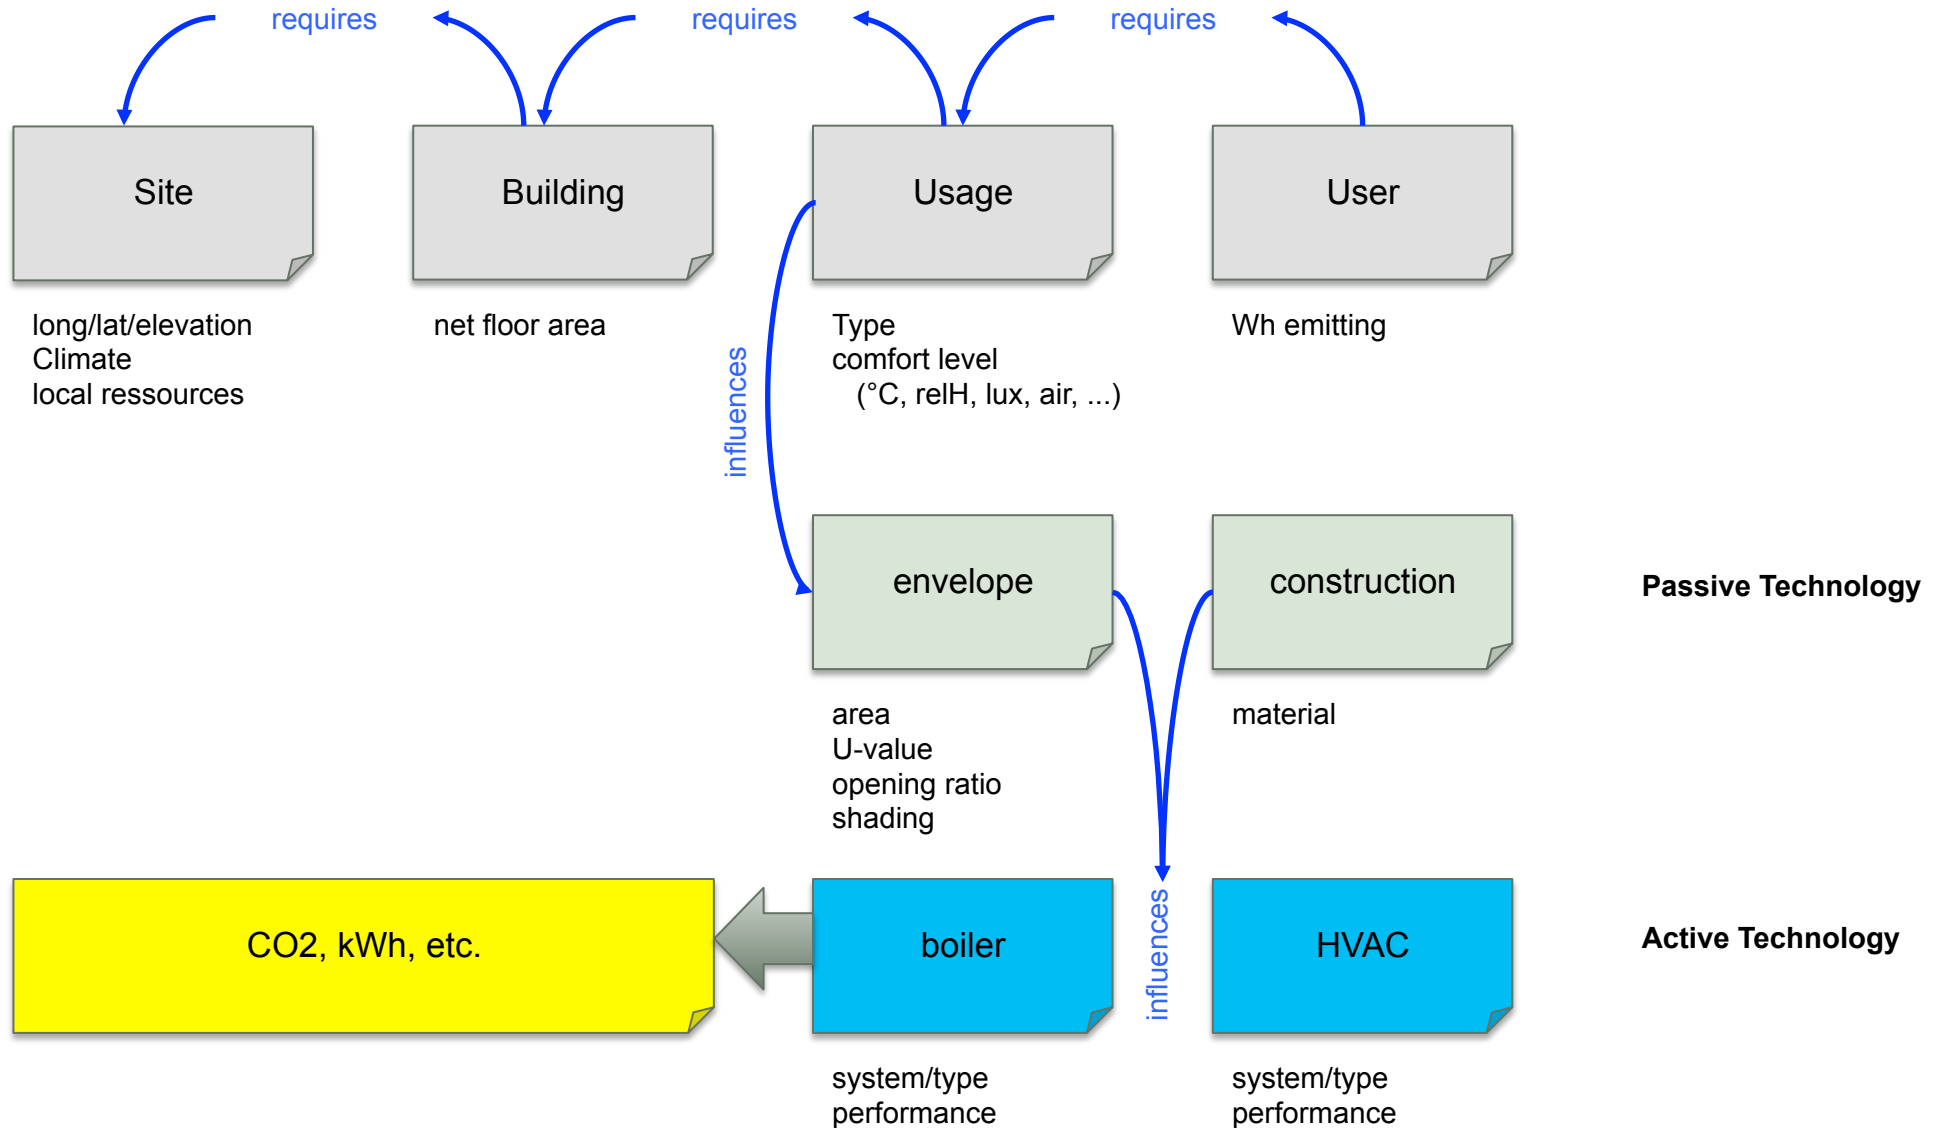 requires
requires
requires
Site
Building
Usage
User
long/lat/elevation
Climate
local ressources
net floor area
Type
comfort level
(°C, relH, lux, air, ...)
Wh emitting
influences
envelope
construction
Passive Technology
area
U-value
opening ratio
shading
material
CO2, kWh, etc.
boiler
influences
HVAC
Active Technology
system/type
performance
system/type
performance